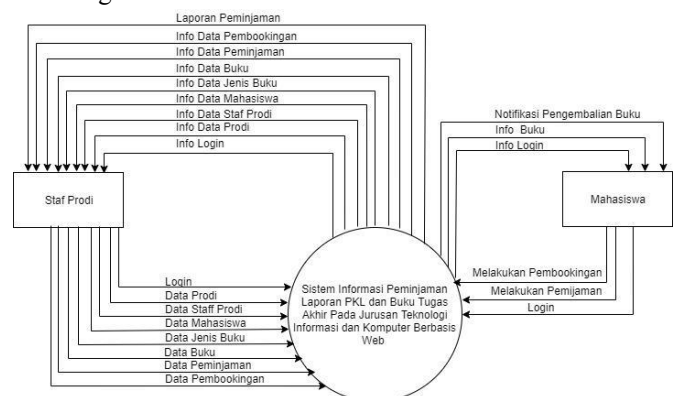 Laporan Peminjaman
Info Data Pembookingan
Info Data Peminjaman
Info Data Buku
Info Data Jenis Buku
Info Data Mahasiswa
Info Data Staf Prodi
Info Data Prodi
Info Login
Notifikasi Pengembalian Buku
Info Buku
Info Login
Staf Prodi
Mahasiswa
Login
Data Prodi
Data Staff Prodi
Data Mahasiswa
Data Jenis Buku
Data Buku
Data Peminjaman
Data Pembookingan
Sistem Informasi Peminjaman
Laporan PKL dan Buku Tugas
Akhir Pada Jurusan Teknologi
Informasi dan Komputer Berbasis
Web
Melakukan Pembookingan
Melakukan Pemijaman
Login